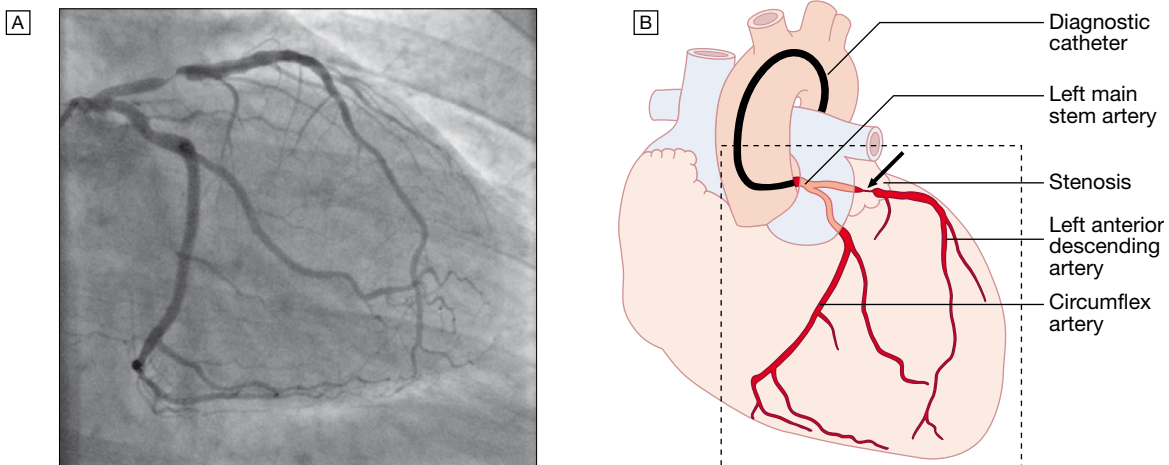 A
B
Diagnostic
catheter
Left main
stem artery
Stenosis
Left anterior
descending
artery
Circumflex
artery